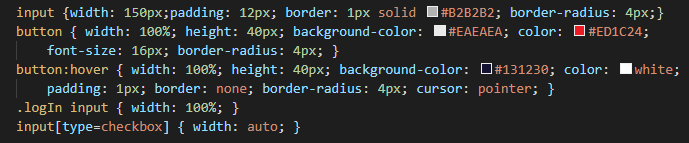 input {width: 150px;padding: 12px; border: 1px solid #B2B2B2; border-radius: 4px;}
button { width: 100%; height: 40px; background-color: #EAEAEA; color: #ED1C24;
font-size: 16px; border-radius: 4px; }
button:hover { width: 100%; height: 40px; background-color: #131230; color: white;
padding: 1px; border: none; border-radius: 4px; cursor: pointer; }
.logIn input { width: 100%; }
input[type=checkbox] { width: auto; }